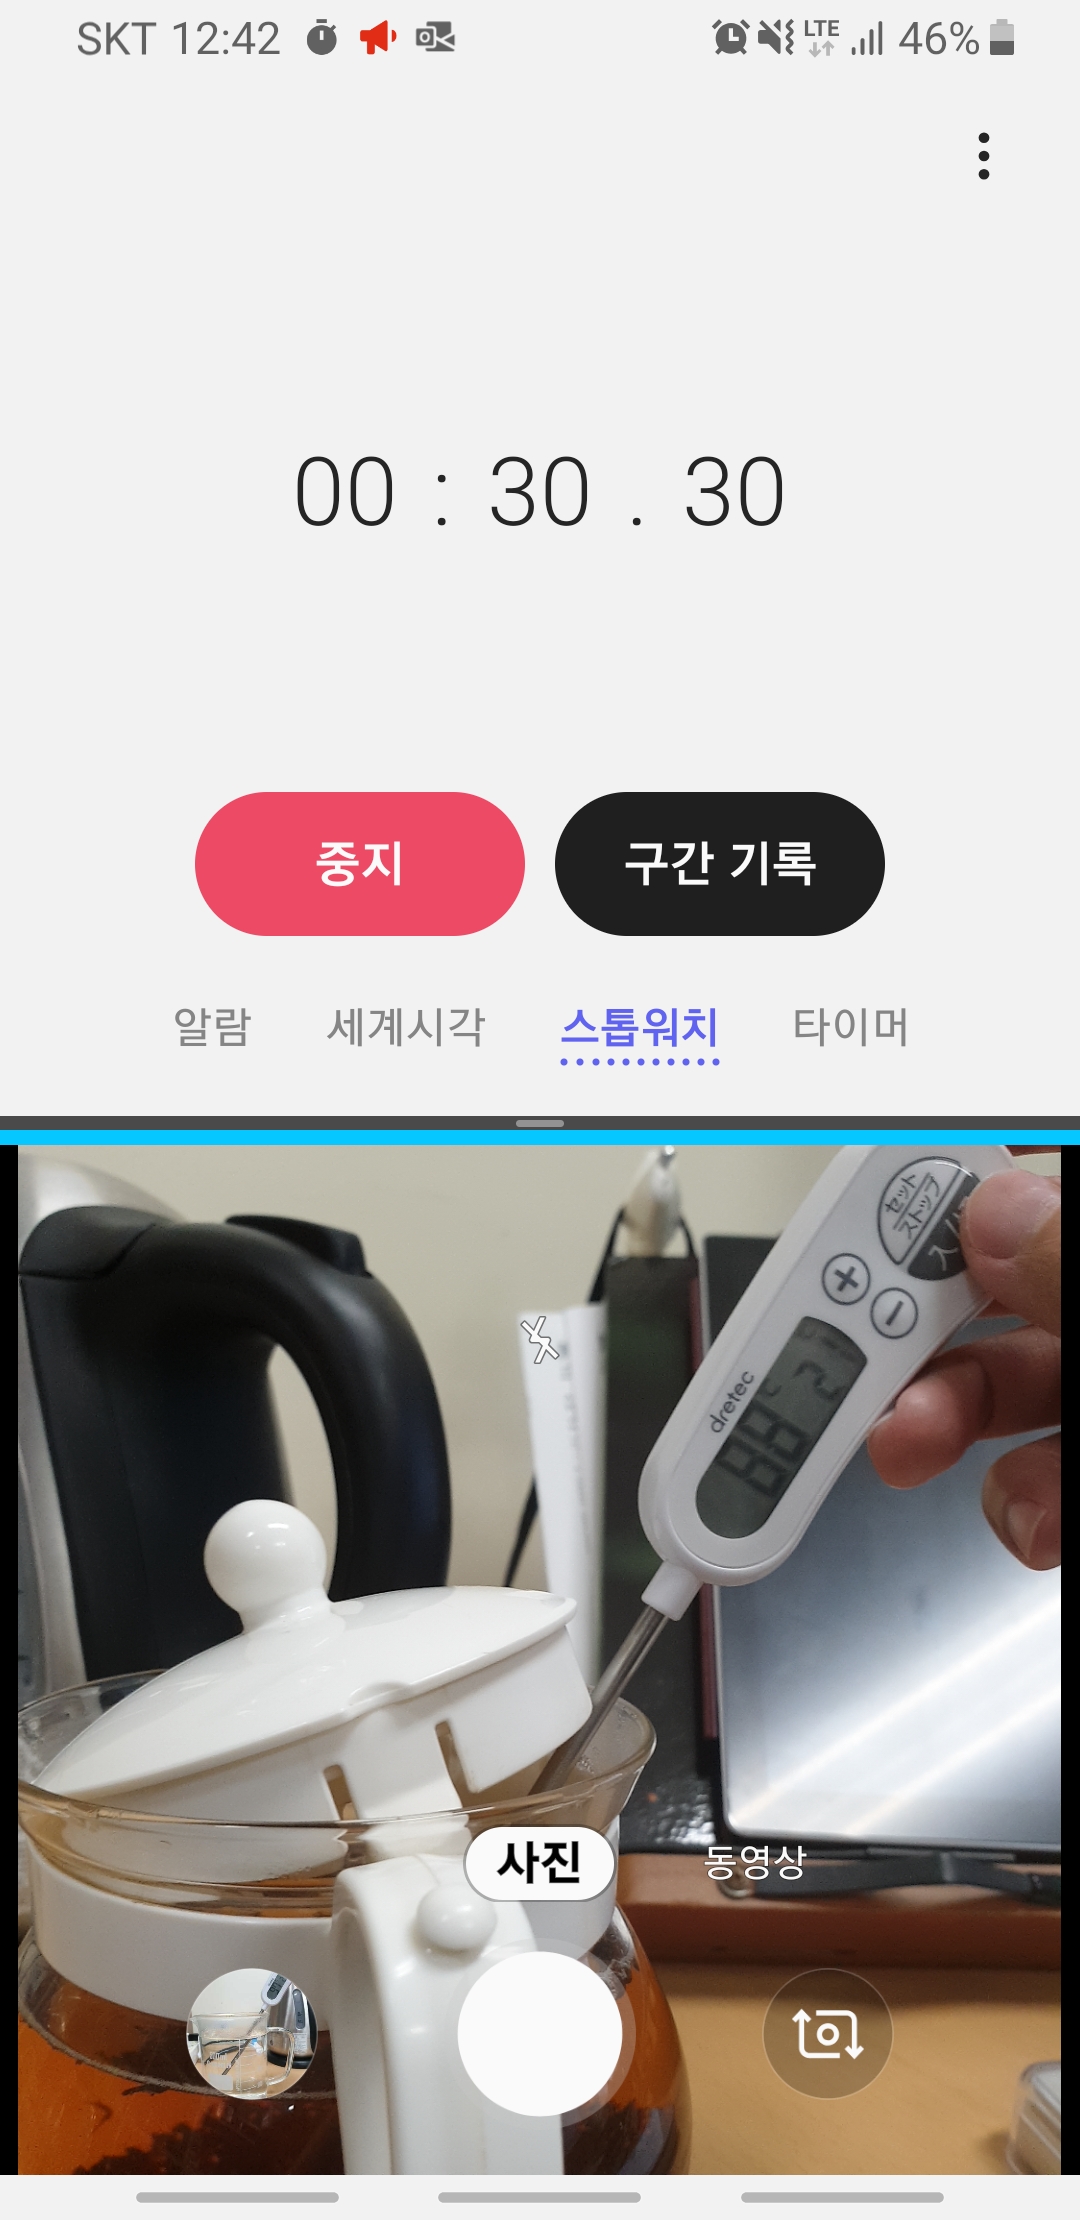 SKT 12:42
LTE
46%
00 : 30 . 30
중지
구간 기록
알람
세계시각
스톱워치
타이머
セット
ストップ
+
-
dretec
사진
동영상